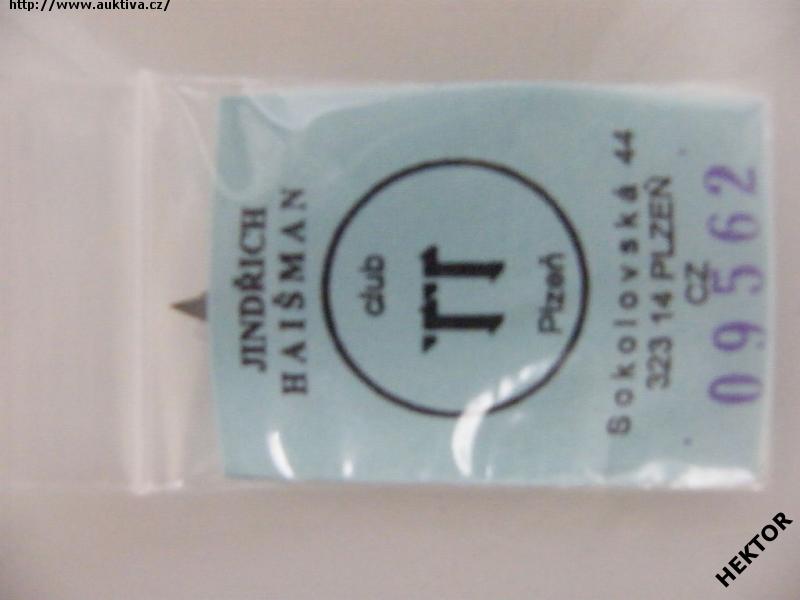 http://www.auktiva.cz/
JINDŘICH
HAIŠMAN
club
TT
Plzeň
Sokolovská 44
323 14 PLZEŇ
CZ
09562
HEKTOR